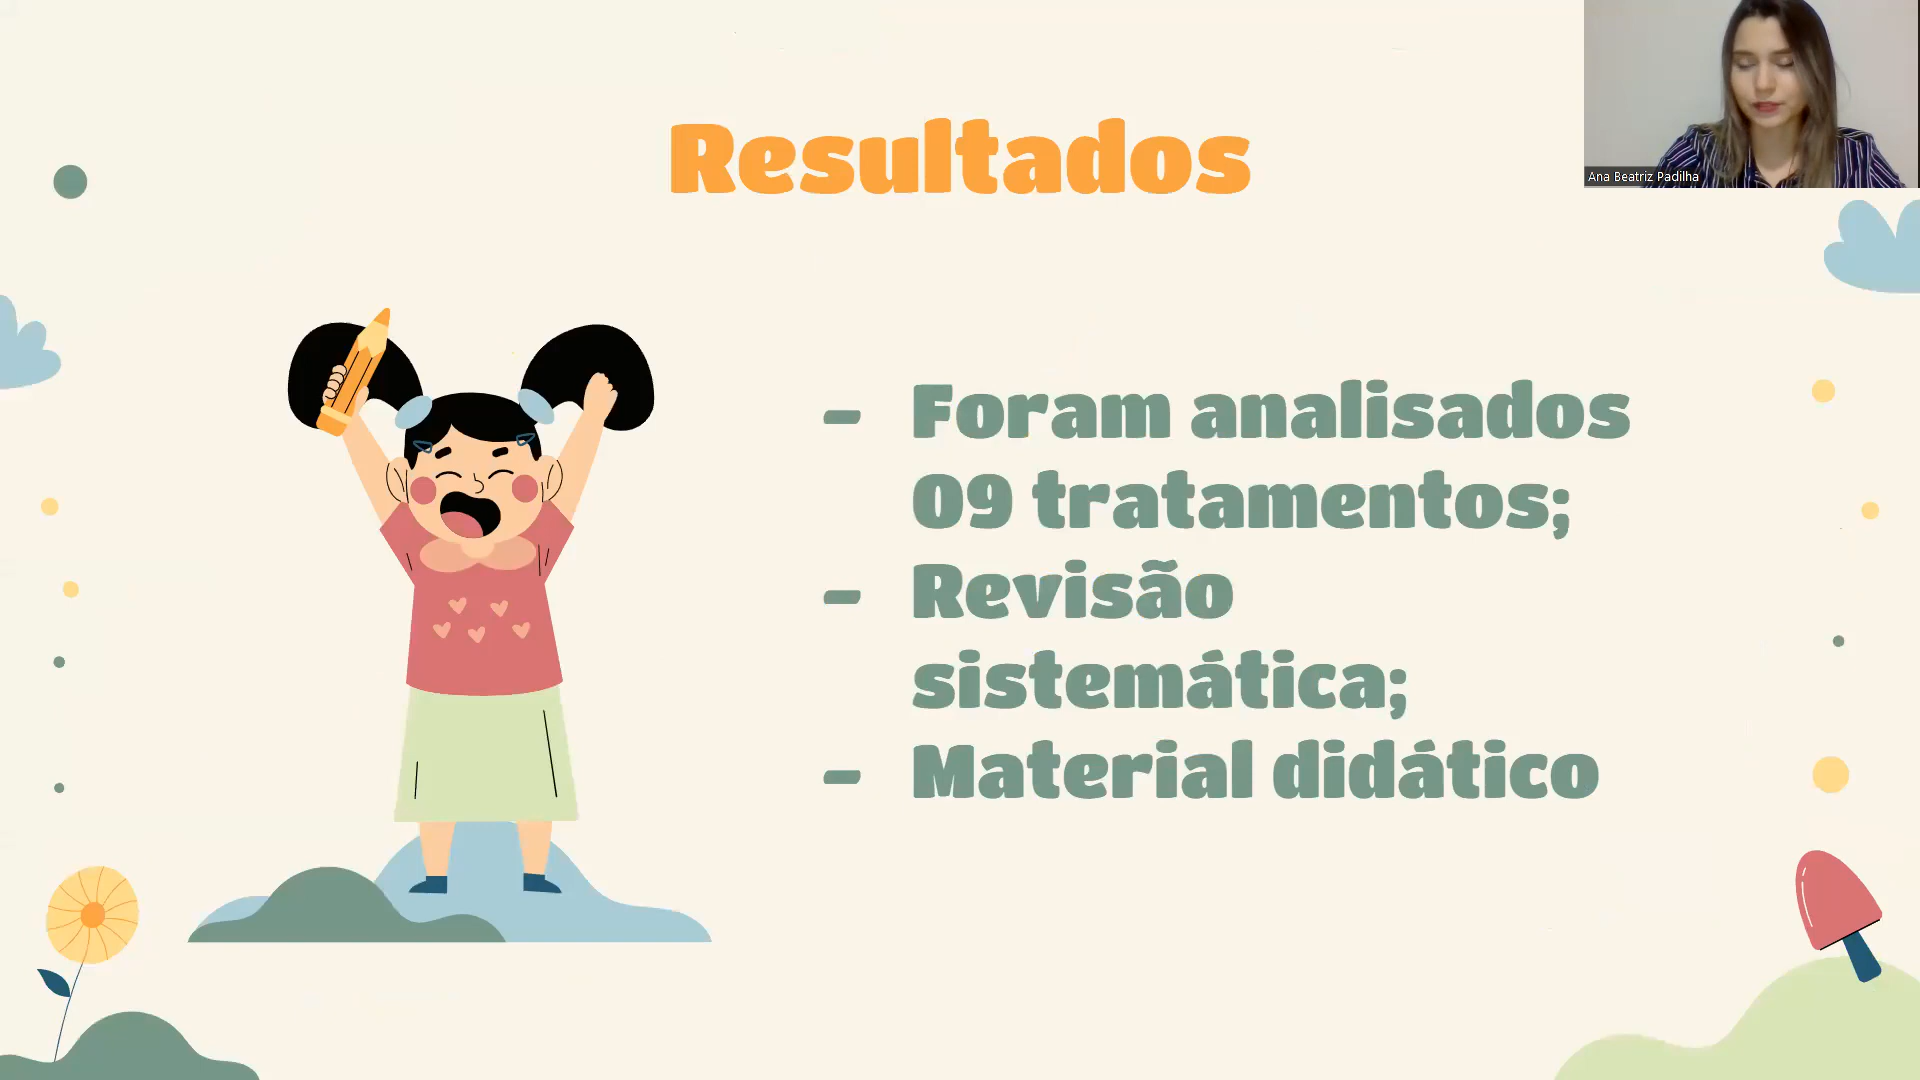 Resultados
Ana Beatriz Padilha
- Foram analisados
09 tratamentos;
- Revisão
sistemática;
- Material didático